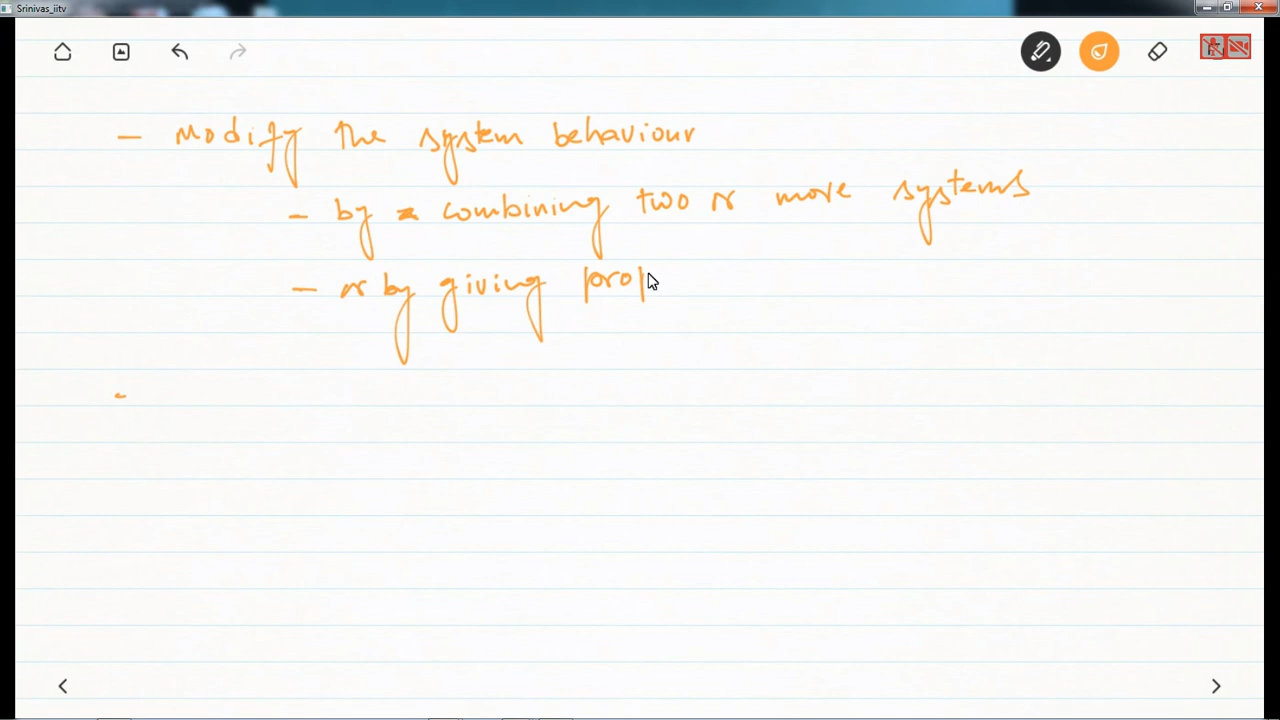 Srinivas_iitv
- Modify the system behaviour
- by combining two or more systems
- or by giving prop
-